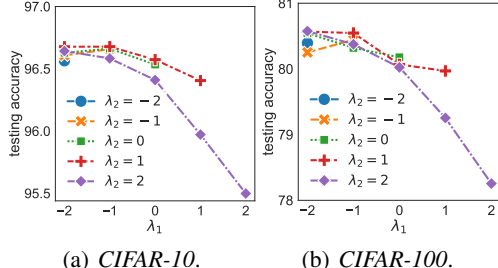 97.0
96.5
96.0
95.5
testing accuracy
λ₂ = −2
λ₂ = −1
λ₂ = 0
λ₂ = 1
λ₂ = 2
−2 −1 0 1 2
λ₁
(a) CIFAR-10.
81
80
79
78
testing accuracy
λ₂ = −2
λ₂ = −1
λ₂ = 0
λ₂ = 1
λ₂ = 2
−2 −1 0 1 2
λ₁
(b) CIFAR-100.